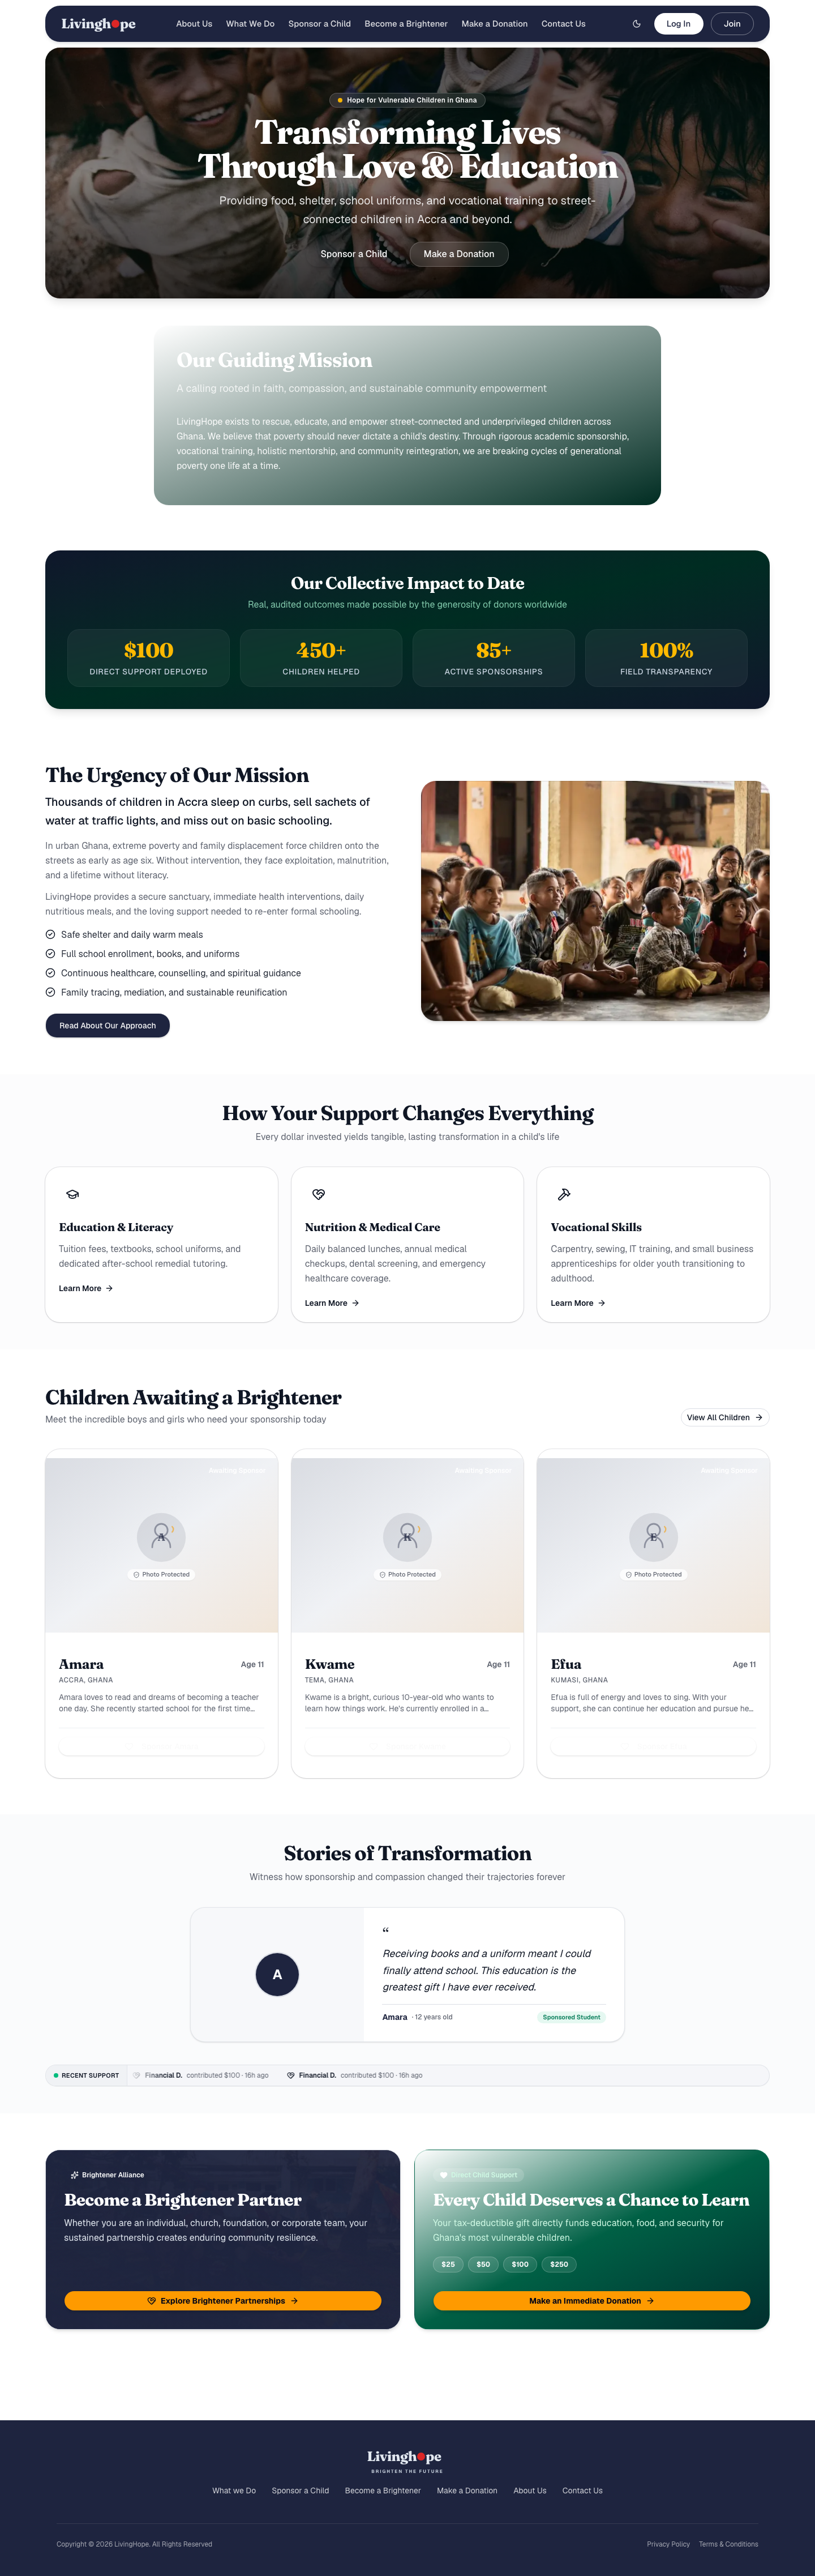 Livinghope
About Us
What We Do
Sponsor a Child
Become a Brightener
Make a Donation
Contact Us
Log In
Join
Hope for Vulnerable Children in Ghana
Transforming Lives
Through Love & Education
Providing food, shelter, school uniforms, and vocational training to street-
connected children in Accra and beyond.
Sponsor a Child
Make a Donation
Our Guiding Mission
A calling rooted in faith, compassion, and sustainable community empowerment
LivingHope exists to rescue, educate, and empower street-connected and underprivileged children across
Ghana. We believe that poverty should never dictate a child's destiny. Through rigorous academic sponsorship,
vocational training, holistic mentorship, and community reintegration, we are breaking cycles of generational
poverty one life at a time.
Our Collective Impact to Date
Real, audited outcomes made possible by the generosity of donors worldwide
$100
DIRECT SUPPORT DEPLOYED
450+
CHILDREN HELPED
85+
ACTIVE SPONSORSHIPS
100%
FIELD TRANSPARENCY
The Urgency of Our Mission
Thousands of children in Accra sleep on curbs, sell sachets of
water at traffic lights, and miss out on basic schooling.
In urban Ghana, extreme poverty and family displacement force children onto the
streets as early as age six. Without intervention, they face exploitation, malnutrition,
and a lifetime without literacy.
LivingHope provides a secure sanctuary, immediate health interventions, daily
nutritious meals, and the loving support needed to re-enter formal schooling.
Safe shelter and daily warm meals
Full school enrollment, books, and uniforms
Continuous healthcare, counselling, and spiritual guidance
Family tracing, mediation, and sustainable reunification
Read About Our Approach
How Your Support Changes Everything
Every dollar invested yields tangible, lasting transformation in a child's life
Education & Literacy
Tuition fees, textbooks, school uniforms, and
dedicated after-school remedial tutoring.
Learn More
Nutrition & Medical Care
Daily balanced lunches, annual medical
checkups, dental screening, and emergency
healthcare coverage.
Learn More
Vocational Skills
Carpentry, sewing, IT training, and small business
apprenticeships for older youth transitioning to
adulthood.
Learn More
Children Awaiting a Brightener
Meet the incredible boys and girls who need your sponsorship today
View All Children
Awaiting Sponsor
A
Photo Protected
Amara
Age 11
ACCRA, GHANA
Amara loves to read and dreams of becoming a teacher
one day. She recently started school for the first time...
Awaiting Sponsor
K
Photo Protected
Kwame
Age 11
TEMA, GHANA
Kwame is a bright, curious 10-year-old who wants to
learn how things work. He's currently enrolled in a...
Awaiting Sponsor
E
Photo Protected
Efua
Age 11
KUMASI, GHANA
Efua is full of energy and loves to sing. With your
support, she can continue her education and pursue he...
Stories of Transformation
Witness how sponsorship and compassion changed their trajectories forever
A
“
Receiving books and a uniform meant I could
finally attend school. This education is the
greatest gift I have ever received.
Amara · 12 years old
Sponsored Student
RECENT SUPPORT
Financial D. contributed $100 · 16h ago
Financial D. contributed $100 · 16h ago
Brightener Alliance
Become a Brightener Partner
Whether you are an individual, church, foundation, or corporate team, your
sustained partnership creates enduring community resilience.
Explore Brightener Partnerships
Direct Child Support
Every Child Deserves a Chance to Learn
Your tax-deductible gift directly funds education, food, and security for
Ghana's most vulnerable children.
$25
$50
$100
$250
Make an Immediate Donation
Livinghope
BRIGHTEN THE FUTURE
What we Do
Sponsor a Child
Become a Brightener
Make a Donation
About Us
Contact Us
Copyright © 2026 LivingHope. All Rights Reserved
Privacy Policy
Terms & Conditions